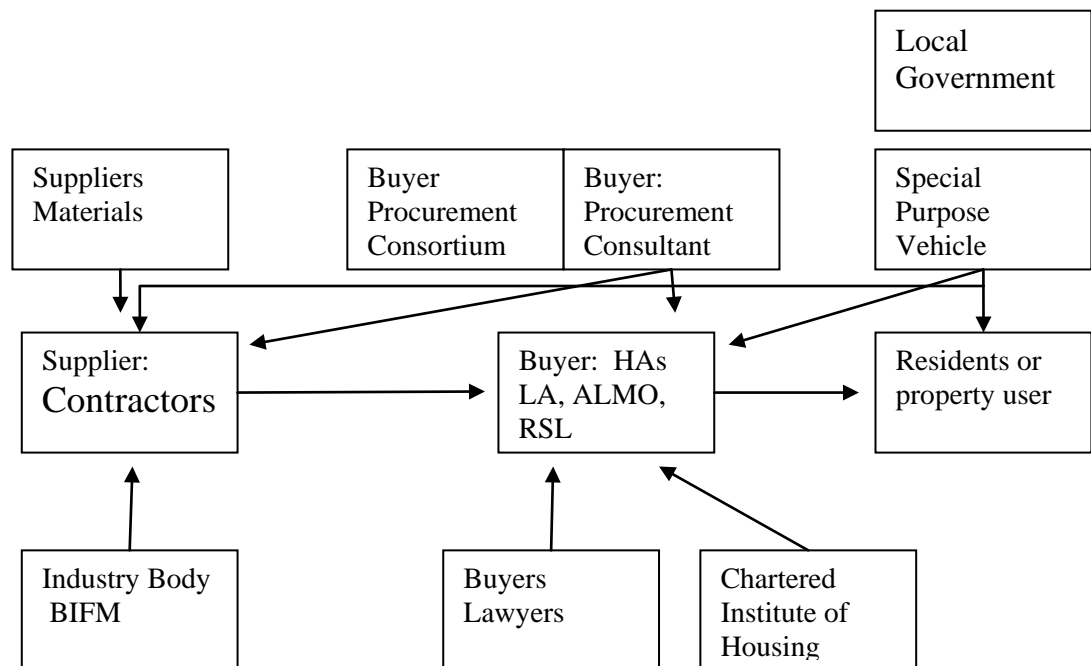 Local
Government
Suppliers
Materials
Buyer
Procurement
Consortium
Buyer:
Procurement
Consultant
Special
Purpose
Vehicle
Supplier:
Contractors
Buyer:  HAs
LA, ALMO,
RSL
Residents or
property user
Industry Body
BIFM
Buyers
Lawyers
Chartered
Institute of
Housing